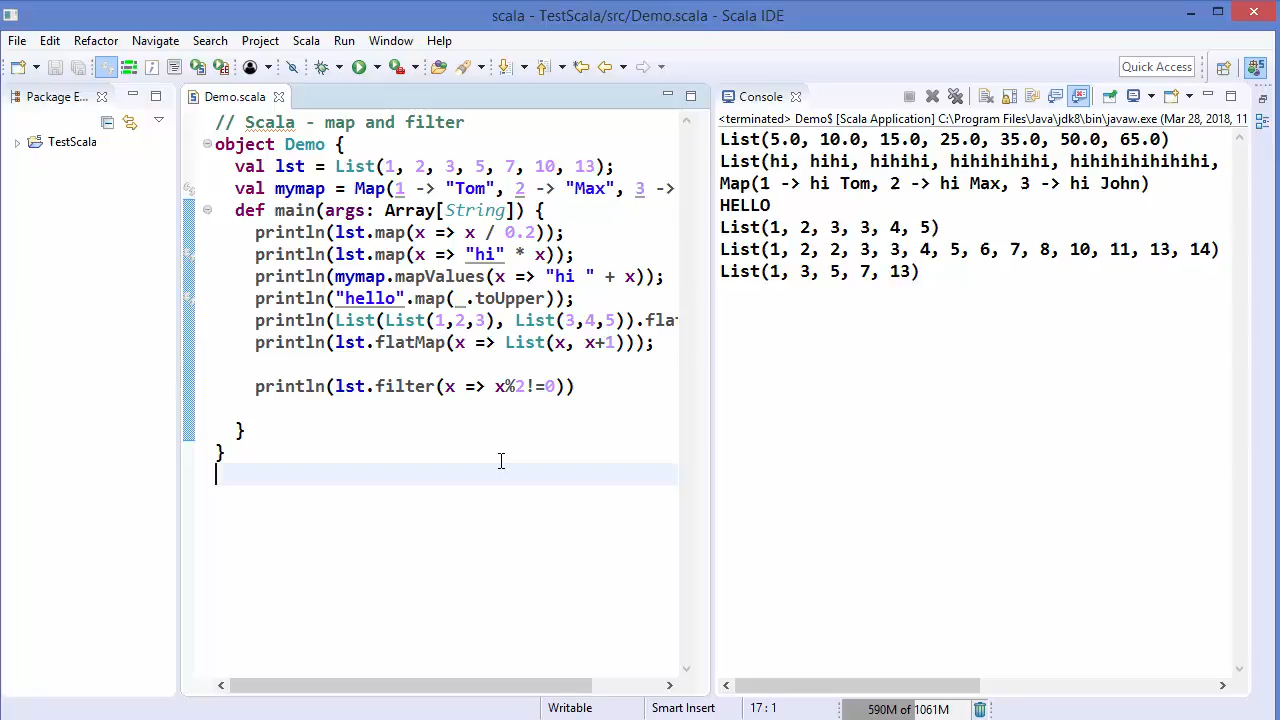 scala - TestScala/src/Demo.scala - Scala IDE
File Edit Refactor Navigate Search Project Scala Run Window Help
Quick Access
Package E...
TestScala
Demo.scala
// Scala - map and filter
object Demo {
val lst = List(1, 2, 3, 5, 7, 10, 13);
val mymap = Map(1 -> "Tom", 2 -> "Max", 3 ->
def main(args: Array[String]) {
println(lst.map(x => x / 0.2));
println(lst.map(x => "hi" * x));
println(mymap.mapValues(x => "hi " + x));
println("hello".map(_.toUpper));
println(List(List(1,2,3), List(3,4,5)).fla
println(lst.flatMap(x => List(x, x+1)));
println(lst.filter(x => x%2!=0))
}
}
Console
<terminated> Demo$ [Scala Application] C:\Program Files\Java\jdk8\bin\javaw.exe (Mar 28, 2018, 11
List(5.0, 10.0, 15.0, 25.0, 35.0, 50.0, 65.0)
List(hi, hihi, hihihi, hihihihihi, hihihihihihihi,
Map(1 -> hi Tom, 2 -> hi Max, 3 -> hi John)
HELLO
List(1, 2, 3, 3, 4, 5)
List(1, 2, 2, 3, 3, 4, 5, 6, 7, 8, 10, 11, 13, 14)
List(1, 3, 5, 7, 13)
Writable Smart Insert 17 : 1 590M of 1061M